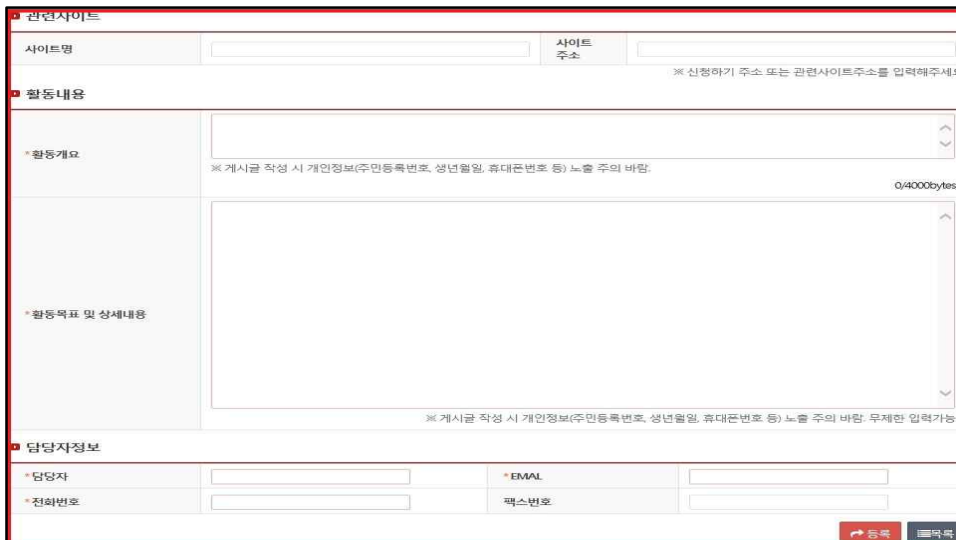 관련사이트
사이트명
사이트
주소
※ 신청하기 주소 또는 관련사이트주소를 입력해주세요
활동내용
*활동개요
※ 게시글 작성 시 개인정보(주민등록번호, 생년월일, 휴대폰번호 등) 노출 주의 바람.
0/4000bytes
*활동목표 및 상세내용
※ 게시글 작성 시 개인정보(주민등록번호, 생년월일, 휴대폰번호 등) 노출 주의 바람. 무제한 입력가능
담당자정보
*담당자 *EMAL
*전화번호 팩스번호
등록 목록